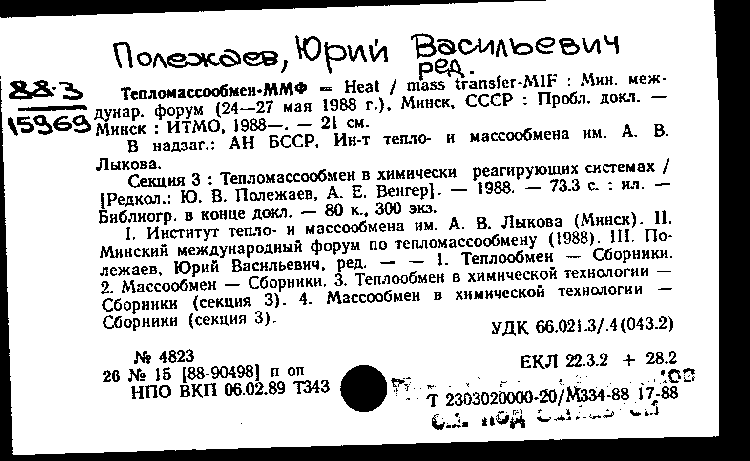 Полежаев, Юрий Васильевич
ред.
88-3
15969
Тепломассообмен-ММФ = Heat / mass transfer-MIF : Мин. меж-
дунар. форум (24—27 мая 1988 г.), Минск, СССР : Пробл. докл. —
Минск : ИТМО, 1988—. — 21 см.
В надзаг.: АН БССР, Ин-т тепло- и массообмена им. А. В.
Лыкова.
Секция 3 : Тепломассообмен в химически реагирующих системах /
[Редкол.: Ю. В. Полежаев, А. Е. Венгер]. — 1988. — 73.3 с. : ил. —
Библиогр. в конце докл. — 80 к., 300 экз.
I. Институт тепло- и массообмена им. А. В. Лыкова (Минск). II.
Минский международный форум по тепломассообмену (1988). III. По-
лежаев, Юрий Васильевич, ред. — — 1. Теплообмен — Сборники.
2. Массообмен — Сборники. 3. Теплообмен в химической технологии —
Сборники (секция 3). 4. Массообмен в химической технологии —
Сборники (секция 3).
УДК 66.021.3/.4(043.2)
№ 4823
26 № 15 [88-90498] п оп
НПО ВКП 06.02.89 Т343
ЕКЛ 22.3.2 + 28.2
Т 2303020000-20/М334-88 17-88